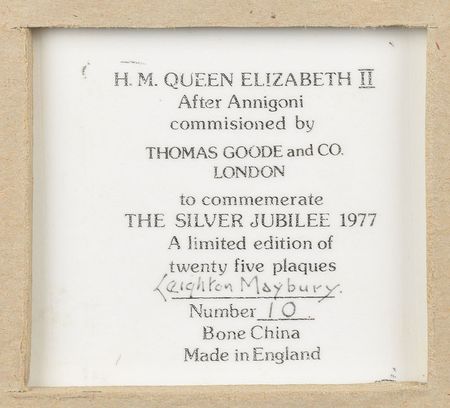 H. M. QUEEN ELIZABETH II
After Annigoni
commisioned by
THOMAS GOODE and CO.
LONDON
to commemerate
THE SILVER JUBILEE 1977
A limited edition of
twenty five plaques
Leighton Maybury.
Number 10
Bone China
Made in England